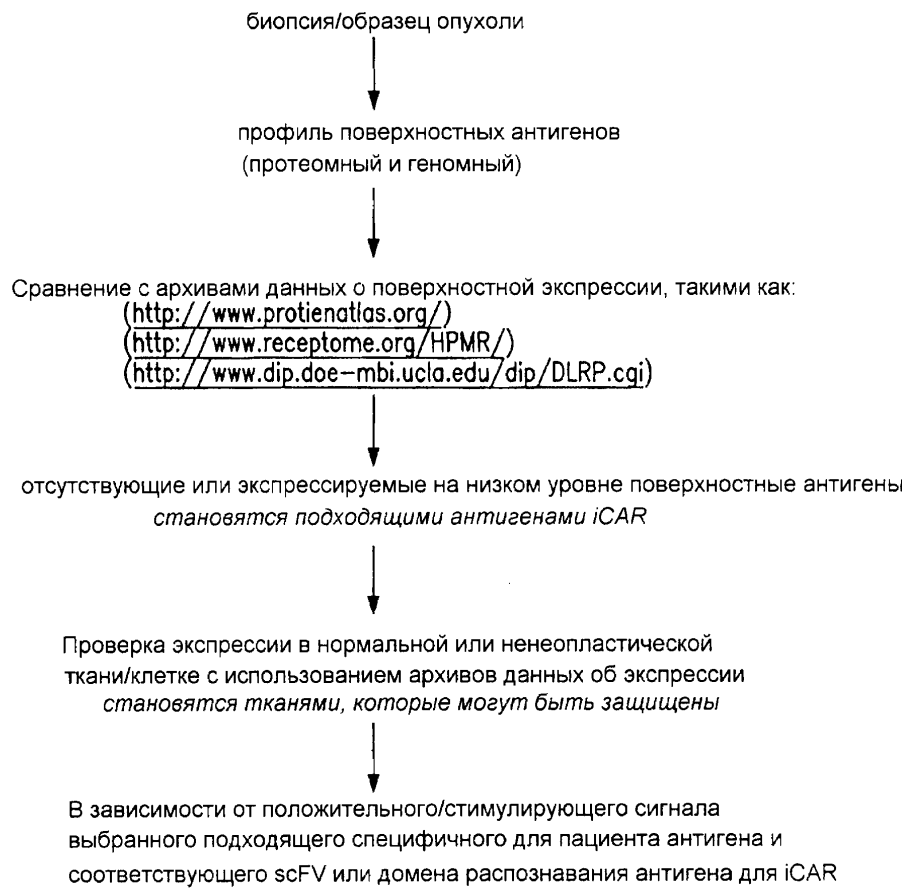 биопсия/образец опухоли
профиль поверхностных антигенов
(протеомный и геномный)
Сравнение с архивами данных о поверхностной экспрессии, такими как:
(http://www.protienatlas.org/)
(http://www.receptome.org/HPMR/)
(http://www.dip.doe-mbi.ucla.edu/dip/DLRP.cgi)
отсутствующие или экспрессируемые на низком уровне поверхностные антигены
становятся подходящими антигенами iCAR
Проверка экспрессии в нормальной или ненеопластической
ткани/клетке с использованием архивов данных об экспрессии
становятся тканями, которые могут быть защищены
В зависимости от положительного/стимулирующего сигнала
выбранного подходящего специфичного для пациента антигена и
соответствующего scFV или домена распознавания антигена для iCAR